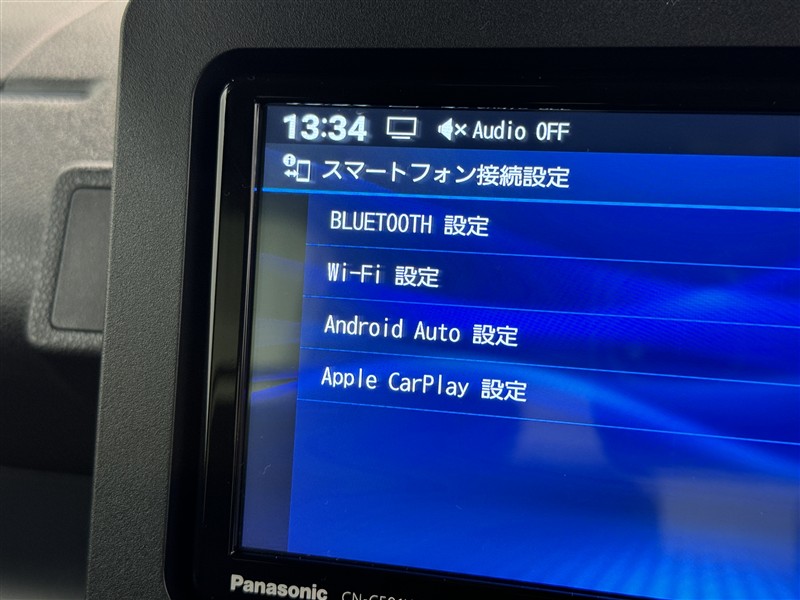 13:34 Audio OFF
スマートフォン接続設定
BLUETOOTH 設定
Wi-Fi 設定
Android Auto 設定
Apple CarPlay 設定
Panasonic